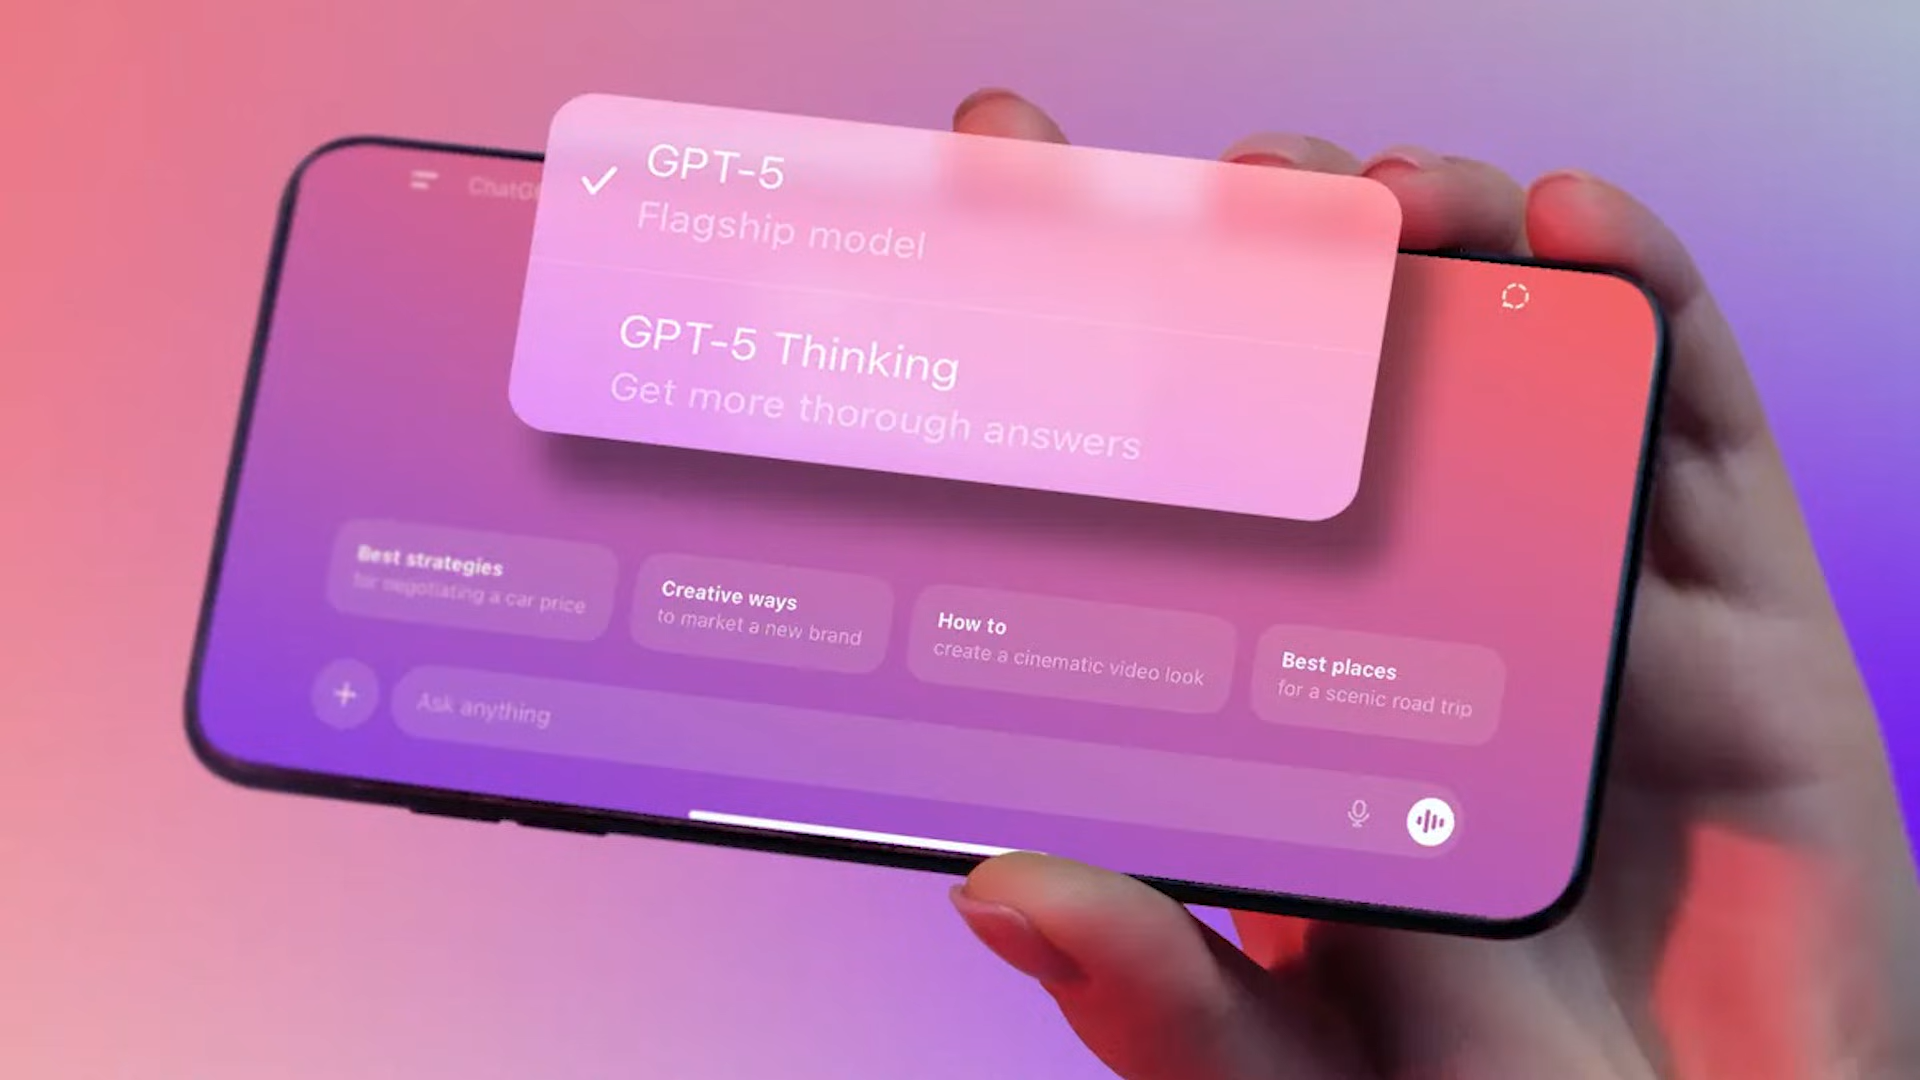 GPT-5
Flagship model
GPT-5 Thinking
Get more thorough answers
Best strategies
for negotiating a car price
Creative ways
to market a new brand
How to
create a cinematic video look
Best places
for a scenic road trip
Ask anything